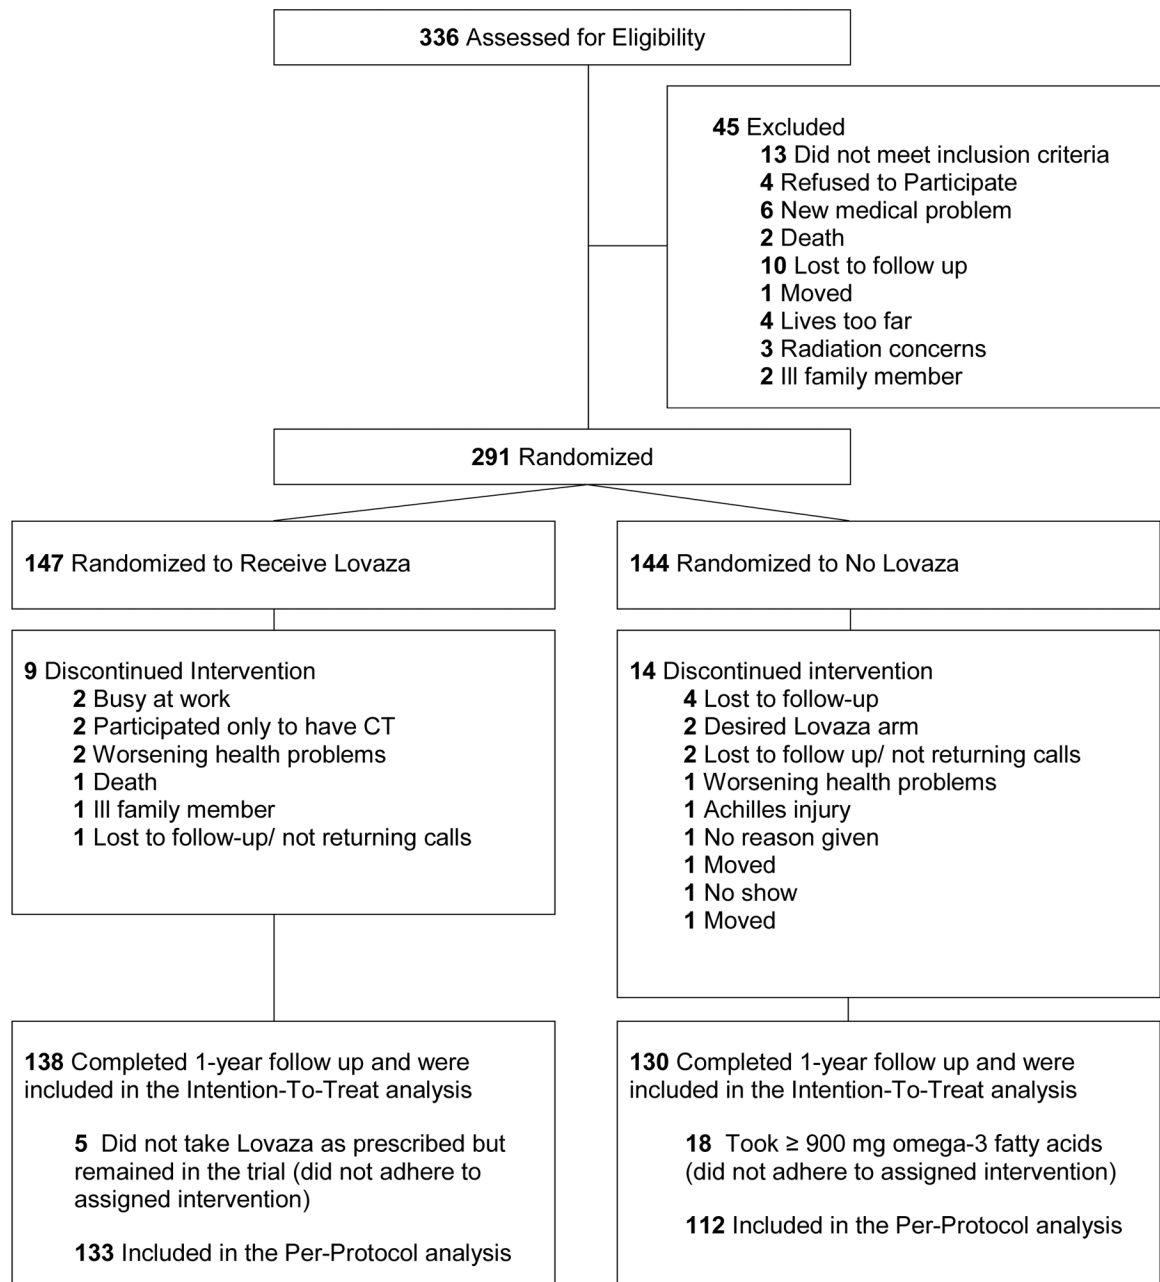 336 Assessed for Eligibility
45 Excluded
13 Did not meet inclusion criteria
4 Refused to Participate
6 New medical problem
2 Death
10 Lost to follow up
1 Moved
4 Lives too far
3 Radiation concerns
2 Ill family member
291 Randomized
147 Randomized to Receive Lovaza
9 Discontinued Intervention
2 Busy at work
2 Participated only to have CT
2 Worsening health problems
1 Death
1 Ill family member
1 Lost to follow-up/ not returning calls
138 Completed 1-year follow up and were
included in the Intention-To-Treat analysis
5 Did not take Lovaza as prescribed but
remained in the trial (did not adhere to
assigned intervention)
133 Included in the Per-Protocol analysis
144 Randomized to No Lovaza
14 Discontinued intervention
4 Lost to follow-up
2 Desired Lovaza arm
2 Lost to follow up/ not returning calls
1 Worsening health problems
1 Achilles injury
1 No reason given
1 Moved
1 No show
1 Moved
130 Completed 1-year follow up and were
included in the Intention-To-Treat analysis
18 Took ≥ 900 mg omega-3 fatty acids
(did not adhere to assigned intervention)
112 Included in the Per-Protocol analysis